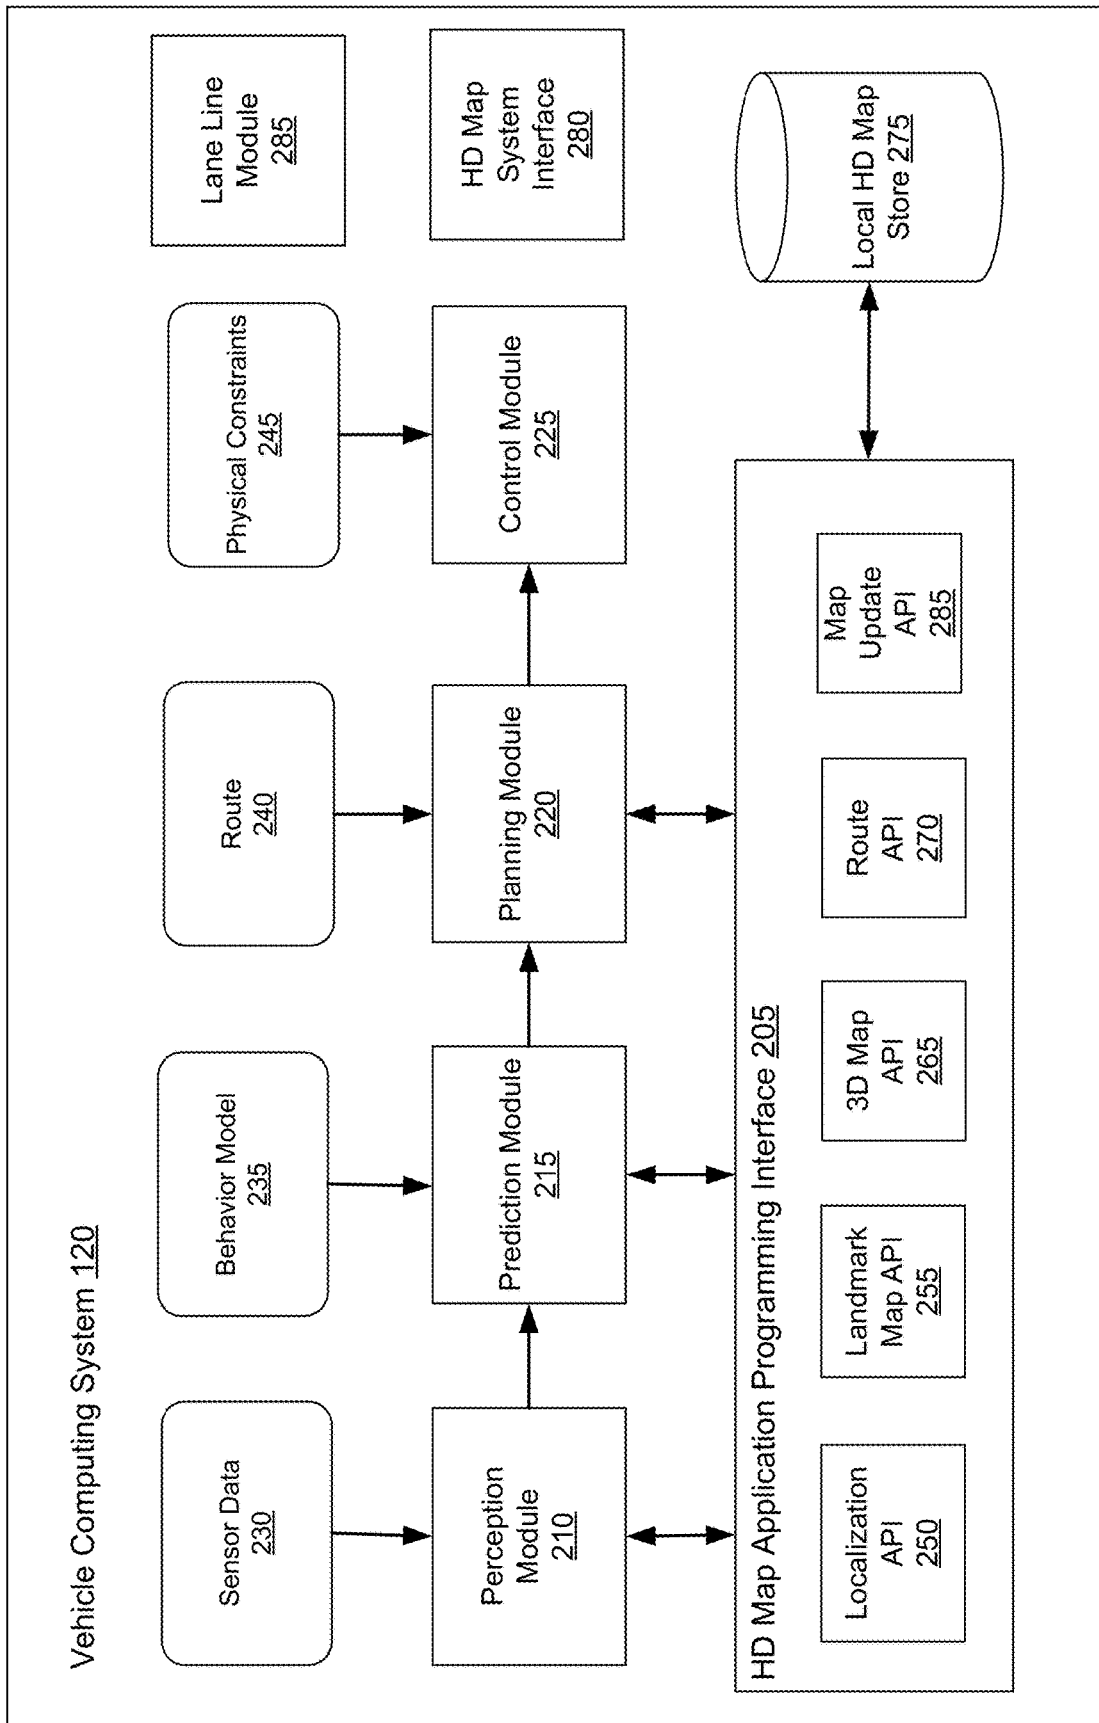 Vehicle Computing System 120
Sensor Data
230
Behavior Model
235
Route
240
Physical Constraints
245
Lane Line
Module
285
Perception
Module
210
Prediction Module
215
Planning Module
220
Control Module
225
HD Map
System
Interface
280
HD Map Application Programming Interface 205
Localization
API
250
Landmark
Map API
255
3D Map
API
265
Route
API
270
Map
Update
API
285
Local HD Map
Store 275